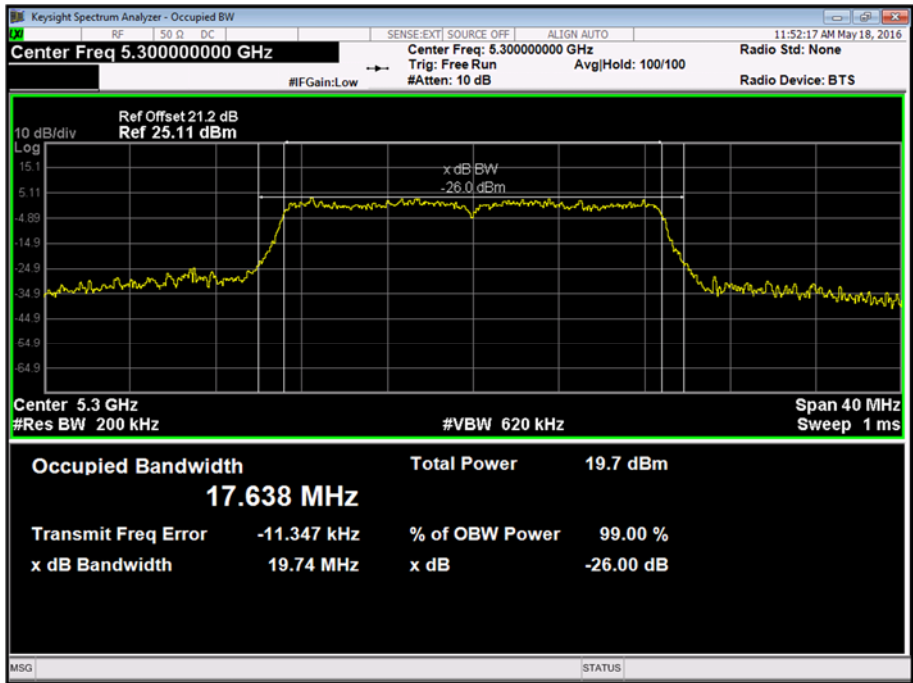 Keysight Spectrum Analyzer - Occupied BW
LXI RF 50 Ω DC SENSE:EXT SOURCE OFF ALIGN AUTO 11:52:17 AM May 18, 2016
Center Freq 5.300000000 GHz Center Freq: 5.300000000 GHz Radio Std: None
Trig: Free Run Avg|Hold: 100/100
#IFGain:Low #Atten: 10 dB Radio Device: BTS
Ref Offset 21.2 dB
10 dB/div Ref 25.11 dBm
Log
15.1
x dB BW
5.11
-26.0 dBm
-4.89
-14.9
-24.9
-34.9
-44.9
-54.9
-64.9
Center 5.3 GHz Span 40 MHz
#Res BW 200 kHz #VBW 620 kHz Sweep 1 ms
Occupied Bandwidth Total Power 19.7 dBm
17.638 MHz
Transmit Freq Error -11.347 kHz % of OBW Power 99.00 %
x dB Bandwidth 19.74 MHz x dB -26.00 dB
MSG STATUS